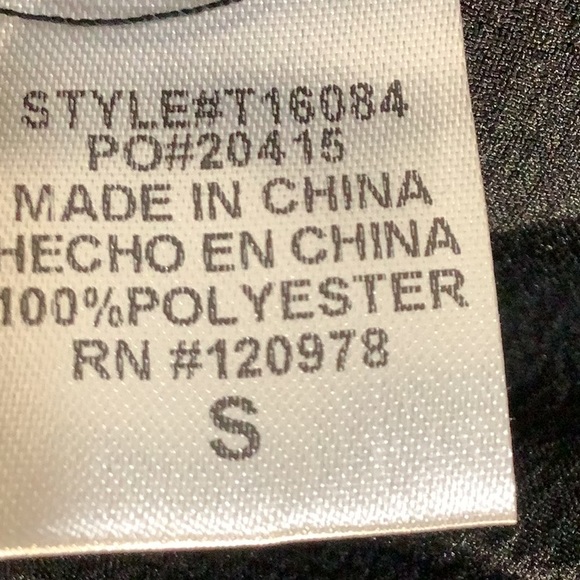 STYLE#T16084
PO#20415
MADE IN CHINA
HECHO EN CHINA
100%POLYESTER
RN #120978
S